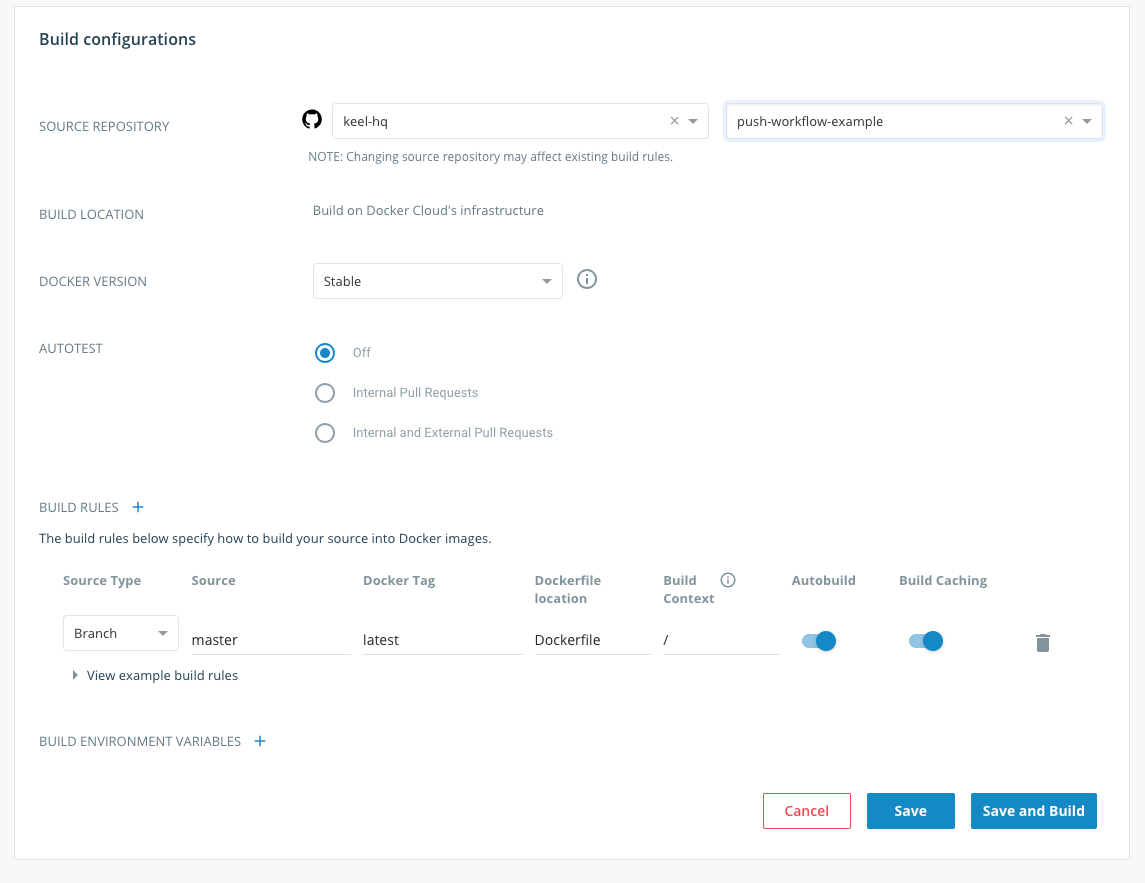 Build configurations
SOURCE REPOSITORY
keel-hq
push-workflow-example
NOTE: Changing source repository may affect existing build rules.
BUILD LOCATION
Build on Docker Cloud's infrastructure
DOCKER VERSION
Stable
AUTOTEST
Off
Internal Pull Requests
Internal and External Pull Requests
BUILD RULES +
The build rules below specify how to build your source into Docker images.
Source Type Source Docker Tag Dockerfile location Build Context Autobuild Build Caching
Branch master latest Dockerfile /
View example build rules
BUILD ENVIRONMENT VARIABLES +
Cancel Save Save and Build